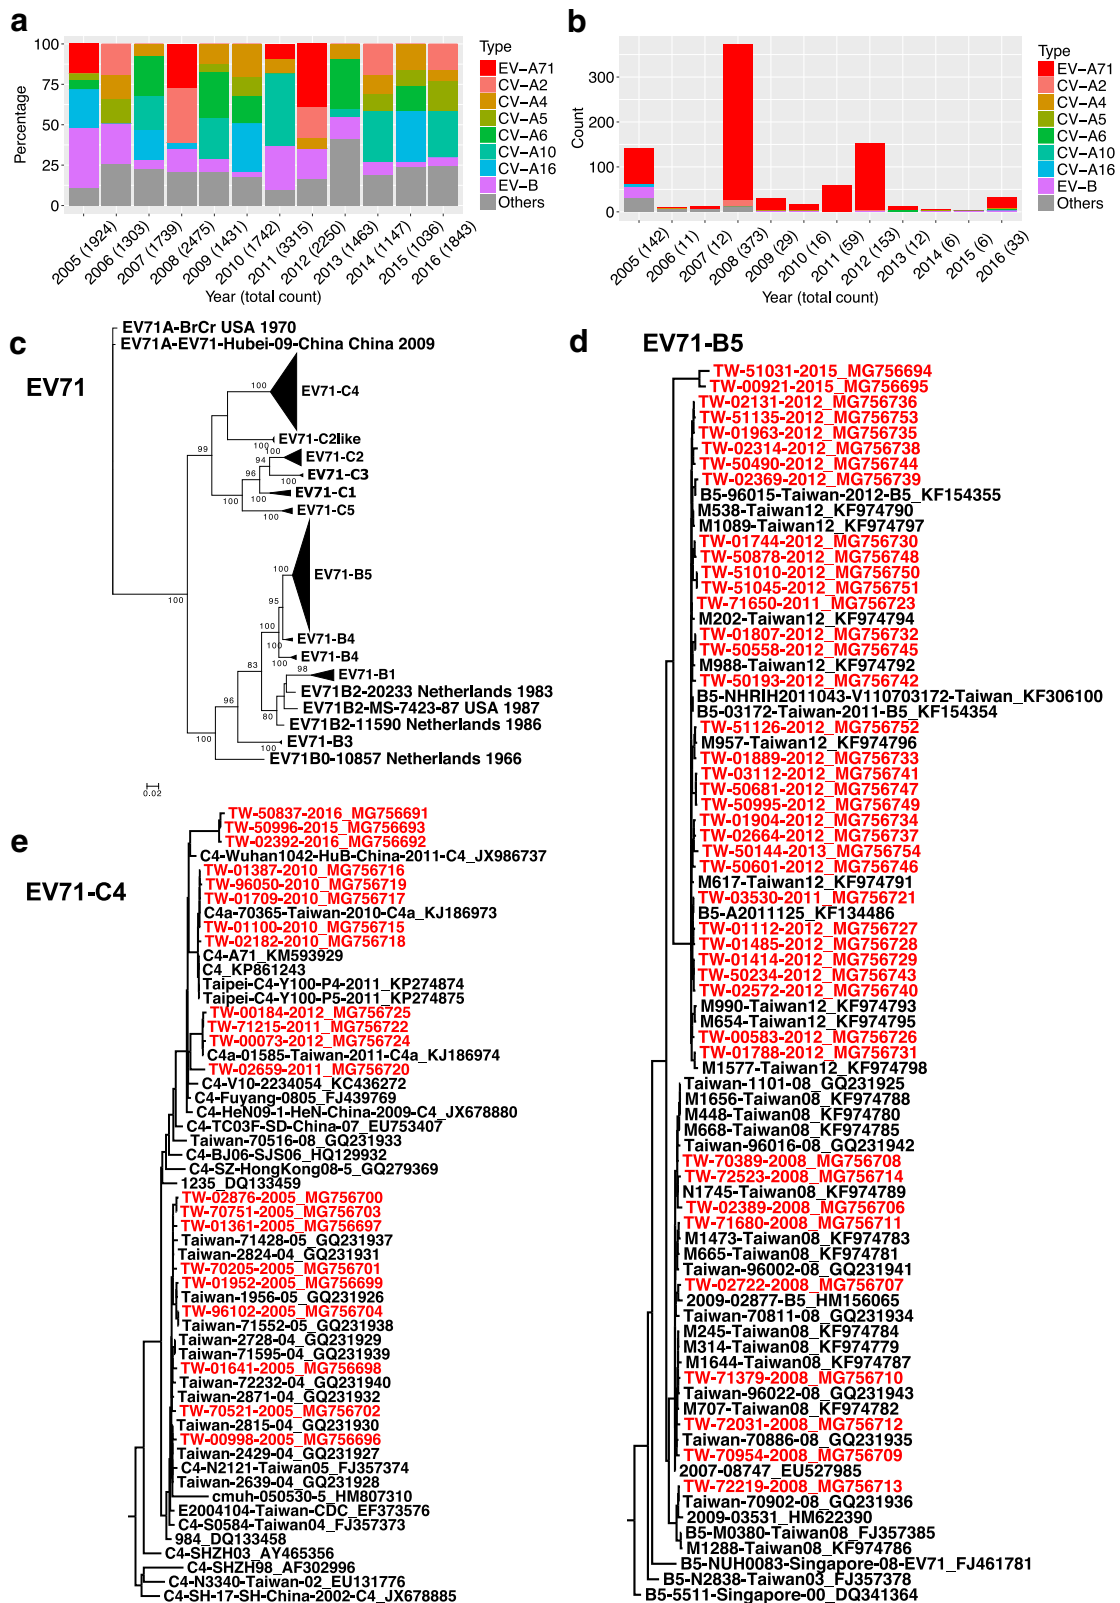 a
Type
100
75
50
25
0
Percentage
EV-A71
CV-A2
CV-A4
CV-A5
CV-A6
CV-A10
CV-A16
EV-B
Others
2005 (1924)
2006 (1303)
2007 (1739)
2008 (2475)
2009 (1431)
2010 (1742)
2011 (3315)
2012 (2250)
2013 (1463)
2014 (1147)
2015 (1036)
2016 (1843)
Year (total count)
b
Type
300
200
100
0
Count
EV-A71
CV-A2
CV-A4
CV-A5
CV-A6
CV-A10
CV-A16
EV-B
Others
2005 (142)
2006 (11)
2007 (12)
2008 (373)
2009 (29)
2010 (16)
2011 (59)
2012 (153)
2013 (12)
2014 (6)
2015 (6)
2016 (33)
Year (total count)
c
EV71
EV71A-BrCr USA 1970
EV71A-EV71-Hubei-09-China China 2009
100
EV71-C4
EV71-C2like
100
99
100
94
EV71-C2
96
100
EV71-C3
EV71-C1
100
EV71-C5
100
100
EV71-B5
100
95
EV71-B4
100
EV71-B4
100
83
98
EV71-B1
EV71B2-20233 Netherlands 1983
96
EV71B2-MS-7423-87 USA 1987
80
EV71B2-11590 Netherlands 1986
100
EV71-B3
100
EV71B0-10857 Netherlands 1966
0.02
d
EV71-B5
TW-51031-2015_MG756694
TW-00921-2015_MG756695
TW-02131-2012_MG756736
TW-51135-2012_MG756753
TW-01963-2012_MG756735
TW-02314-2012_MG756738
TW-50490-2012_MG756744
TW-02369-2012_MG756739
B5-96015-Taiwan-2012-B5_KF154355
M538-Taiwan12_KF974790
M1089-Taiwan12_KF974797
TW-01744-2012_MG756730
TW-50878-2012_MG756748
TW-51010-2012_MG756750
TW-51045-2012_MG756751
TW-71650-2011_MG756723
M202-Taiwan12_KF974794
TW-01807-2012_MG756732
TW-50558-2012_MG756745
M988-Taiwan12_KF974792
TW-50193-2012_MG756742
B5-NHRIH2011043-V110703172-Taiwan_KF306100
B5-03172-Taiwan-2011-B5_KF154354
TW-51126-2012_MG756752
M957-Taiwan12_KF974796
TW-01889-2012_MG756733
TW-03112-2012_MG756741
TW-50681-2012_MG756747
TW-50995-2012_MG756749
TW-01904-2012_MG756734
TW-02664-2012_MG756737
TW-50144-2013_MG756754
TW-50601-2012_MG756746
M617-Taiwan12_KF974791
TW-03530-2011_MG756721
B5-A2011125_KF134486
TW-01112-2012_MG756727
TW-01485-2012_MG756728
TW-01414-2012_MG756729
TW-50234-2012_MG756743
TW-02572-2012_MG756740
M990-Taiwan12_KF974793
M654-Taiwan12_KF974795
TW-00583-2012_MG756726
TW-01788-2012_MG756731
M1577-Taiwan12_KF974798
Taiwan-1101-08_GQ231925
M1656-Taiwan08_KF974788
M448-Taiwan08_KF974780
M668-Taiwan08_KF974785
Taiwan-96016-08_GQ231942
TW-70389-2008_MG756708
TW-72523-2008_MG756714
N1745-Taiwan08_KF974789
TW-02389-2008_MG756706
TW-71680-2008_MG756711
M1473-Taiwan08_KF974783
M665-Taiwan08_KF974781
Taiwan-96002-08_GQ231941
TW-02722-2008_MG756707
2009-02877-B5_HM156065
Taiwan-70811-08_GQ231934
M245-Taiwan08_KF974784
M314-Taiwan08_KF974779
M1644-Taiwan08_KF974787
TW-71379-2008_MG756710
Taiwan-96022-08_GQ231943
M707-Taiwan08_KF974782
TW-72031-2008_MG756712
Taiwan-70886-08_GQ231935
TW-70954-2008_MG756709
2007-08747_EU527985
TW-72219-2008_MG756713
Taiwan-70902-08_GQ231936
2009-03531_HM622390
B5-M0380-Taiwan08_FJ357385
M1288-Taiwan08_KF974786
B5-NUH0083-Singapore-08-EV71_FJ461781
B5-N2838-Taiwan03_FJ357378
B5-5511-Singapore-00_DQ341364
e
EV71-C4
TW-50837-2016_MG756691
TW-50996-2015_MG756693
TW-02392-2016_MG756692
C4-Wuhan1042-HuB-China-2011-C4_JX986737
TW-01387-2010_MG756716
TW-96050-2010_MG756719
TW-01709-2010_MG756717
C4a-70365-Taiwan-2010-C4a_KJ186973
TW-01100-2010_MG756715
TW-02182-2010_MG756718
C4-A71_KM593929
C4_KP861243
Taipei-C4-Y100-P4-2011_KP274874
Taipei-C4-Y100-P5-2011_KP274875
TW-00184-2012_MG756725
TW-71215-2011_MG756722
TW-00073-2012_MG756724
C4a-01585-Taiwan-2011-C4a_KJ186974
TW-02659-2011_MG756720
C4-V10-2234054_KC436272
C4-Fuyang-0805_FJ439769
C4-HeN09-1-HeN-China-2009-C4_JX678880
C4-TC03F-SD-China-07_EU753407
Taiwan-70516-08_GQ231933
C4-BJ06-SJS06_HQ129932
C4-SZ-HongKong08-5_GQ279369
1235_DQ133459
TW-02876-2005_MG756700
TW-70751-2005_MG756703
TW-01361-2005_MG756697
Taiwan-71428-05_GQ231937
Taiwan-2824-04_GQ231931
TW-70205-2005_MG756701
TW-01952-2005_MG756699
Taiwan-1956-05_GQ231926
TW-96102-2005_MG756704
Taiwan-71552-05_GQ231938
Taiwan-2728-04_GQ231929
Taiwan-71595-04_GQ231939
TW-01641-2005_MG756698
Taiwan-72232-04_GQ231940
Taiwan-2871-04_GQ231932
TW-70521-2005_MG756702
Taiwan-2815-04_GQ231930
TW-00998-2005_MG756696
Taiwan-2429-04_GQ231927
C4-N2121-Taiwan05_FJ357374
Taiwan-2639-04_GQ231928
cmuh-050530-5_HM807310
E2004104-Taiwan-CDC_EF373576
C4-S0584-Taiwan04_FJ357373
984_DQ133458
C4-SHZH03_AY465356
C4-SHZH98_AF302996
C4-N3340-Taiwan-02_EU131776
C4-SH-17-SH-China-2002-C4_JX678885